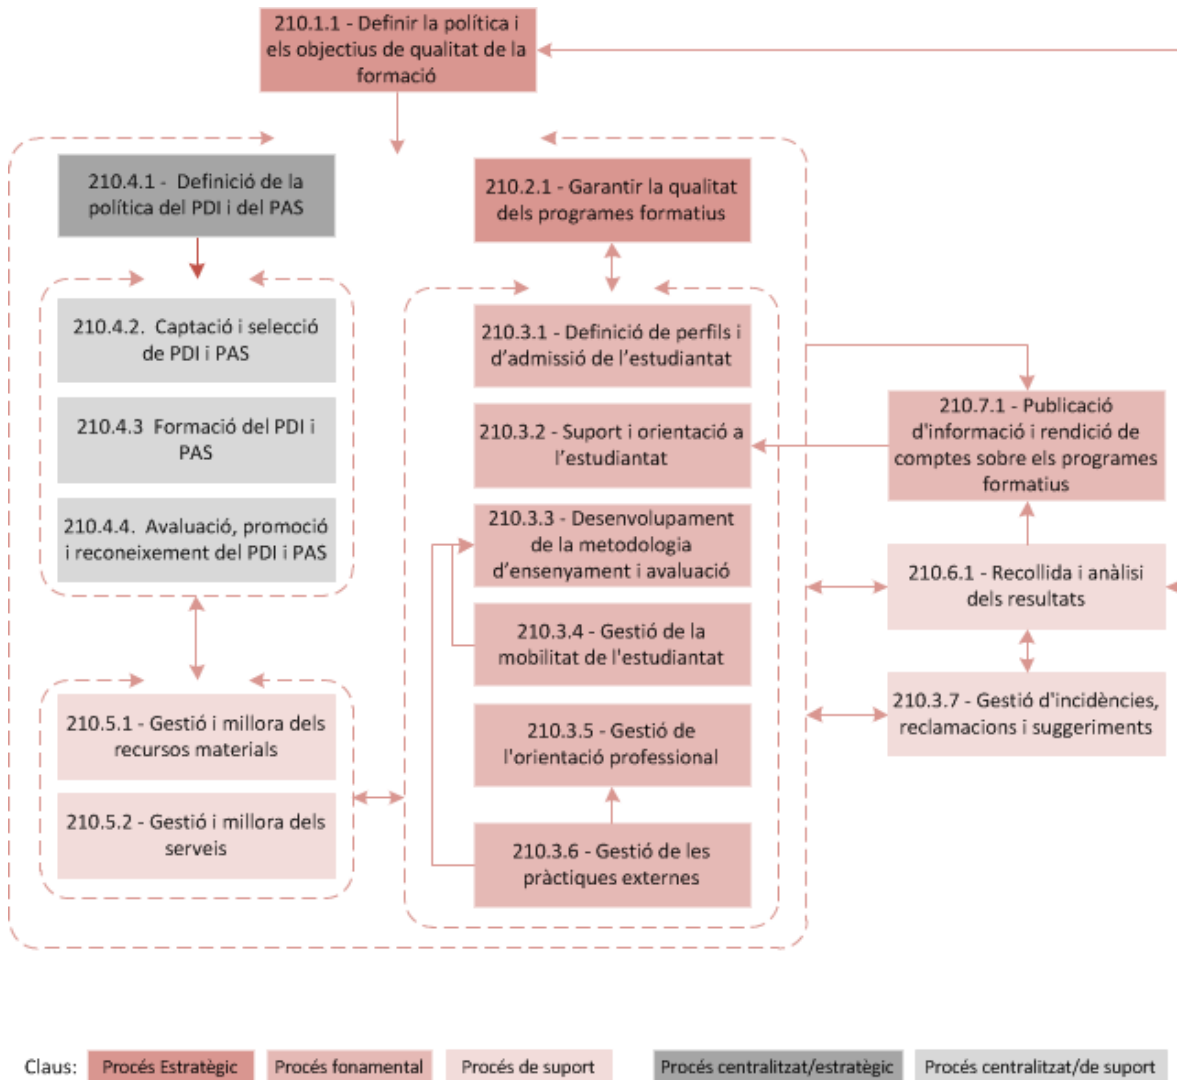 210.1.1 - Definir la política i
els objectius de qualitat de la
formació
210.4.1 -  Definició de la
política del PDI i del PAS
210.2.1 - Garantir la qualitat
dels programes formatius
210.4.2.  Captació i selecció
de PDI i PAS
210.4.3  Formació del PDI i
PAS
210.4.4.  Avaluació, promoció
i reconeixement del PDI i PAS
210.5.1 - Gestió i millora dels
recursos materials
210.5.2 - Gestió i millora dels
serveis
210.3.1 - Definició de perfils i
d’admissió de l’estudiantat
210.3.2 - Suport i orientació a
l’estudiantat
210.3.3 - Desenvolupament
de la metodologia
d’ensenyament i avaluació
210.3.4 - Gestió de la
mobilitat de l'estudiantat
210.3.5 - Gestió de
l'orientació professional
210.3.6 - Gestió de les
pràctiques externes
210.7.1 - Publicació
d'informació i rendició de
comptes sobre els programes
formatius
210.6.1 - Recollida i anàlisi
dels resultats
210.3.7 - Gestió d'incidències,
reclamacions i suggeriments
Claus:
Procés Estratègic
Procés fonamental
Procés de suport
Procés centralitzat/estratègic
Procés centralitzat/de suport